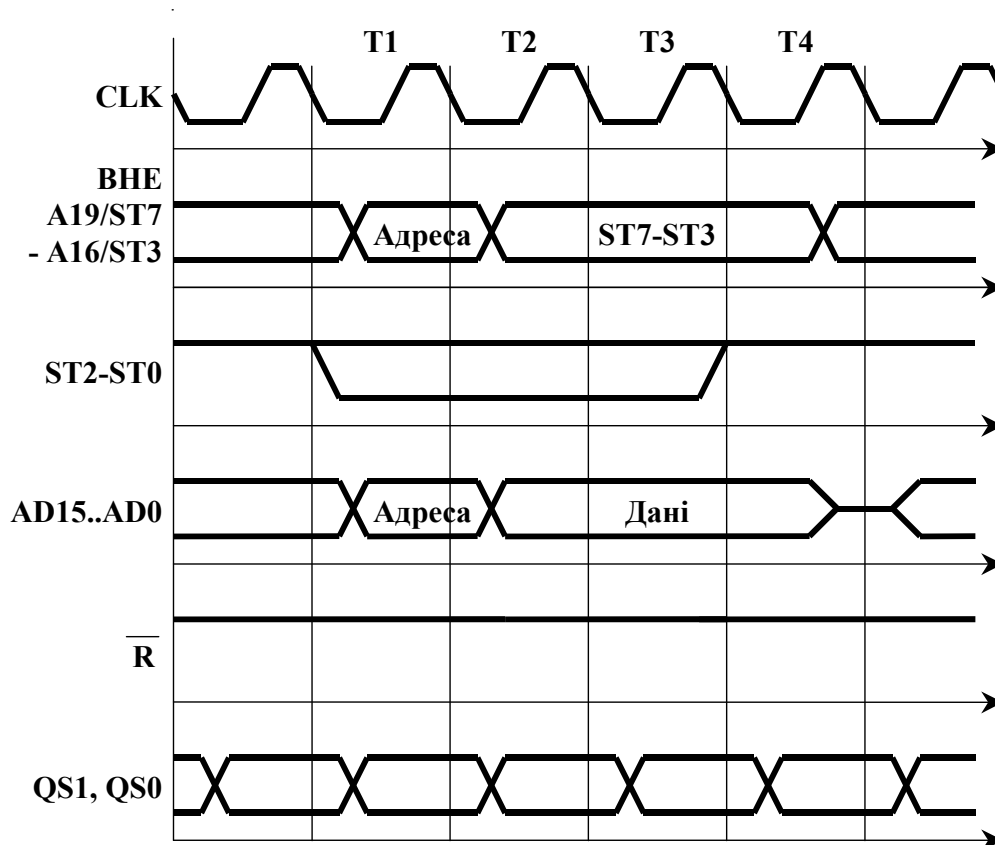 T1 T2 T3 T4
CLK
BHE
A19/ST7
- A16/ST3
Адреса ST7-ST3
ST2-ST0
AD15..AD0 Адреса Дані
R
QS1, QS0